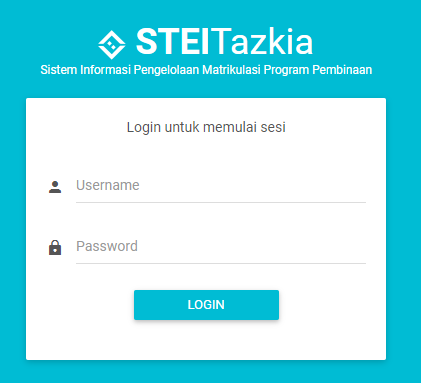 STEITazkia
Sistem Informasi Pengelolaan Matrikulasi Program Pembinaan
Login untuk memulai sesi
Username
Password
LOGIN